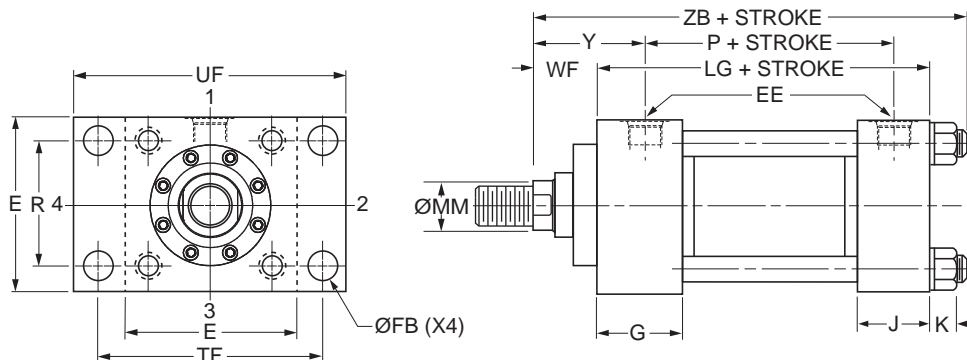 UF
1
E
R
4
2
3
E
TF
ØFB (X4)
ZB + STROKE
Y
P + STROKE
WF
LG + STROKE
EE
ØMM
G
J
K